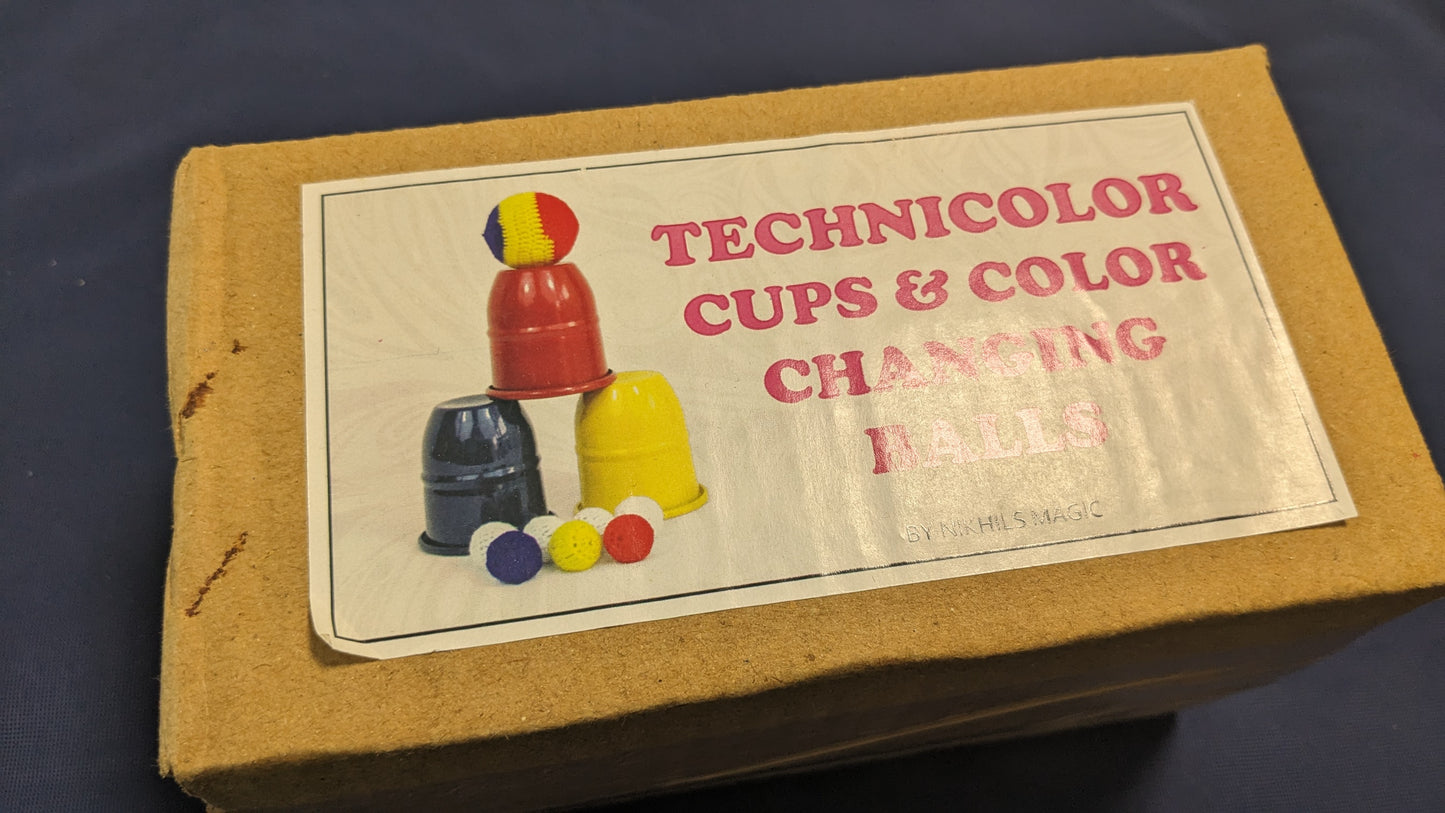 TECHNICOLOR
CUPS & COLOR
CHANGING
BALLS
BY NIKHILS MAGIC